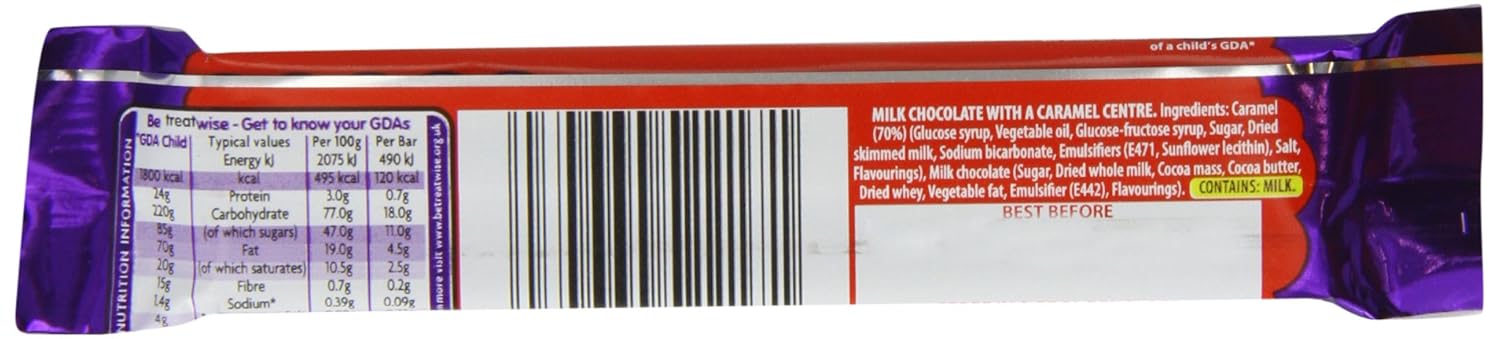 of a child's GDA*
Be treatwise - Get to know your GDAs
NUTRITION INFORMATION
*GDA Child Typical values Per 100g Per Bar
Energy kJ 2075 kJ 490 kJ
1800 kcal kcal 495 kcal 120 kcal
24g Protein 3.0g 0.7g
220g Carbohydrate 77.0g 18.0g
85g (of which sugars) 47.0g 11.0g
70g Fat 19.0g 4.5g
20g (of which saturates) 10.5g 2.5g
15g Fibre 0.7g 0.2g
1.4g Sodium* 0.39g 0.09g
4g
more visit www.betreatwise.org.uk
MILK CHOCOLATE WITH A CARAMEL CENTRE. Ingredients: Caramel
(70%) (Glucose syrup, Vegetable oil, Glucose-fructose syrup, Sugar, Dried
skimmed milk, Sodium bicarbonate, Emulsifiers (E471, Sunflower lecithin), Salt,
Flavourings), Milk chocolate (Sugar, Dried whole milk, Cocoa mass, Cocoa butter,
Dried whey, Vegetable fat, Emulsifier (E442), Flavourings). CONTAINS: MILK.
BEST BEFORE